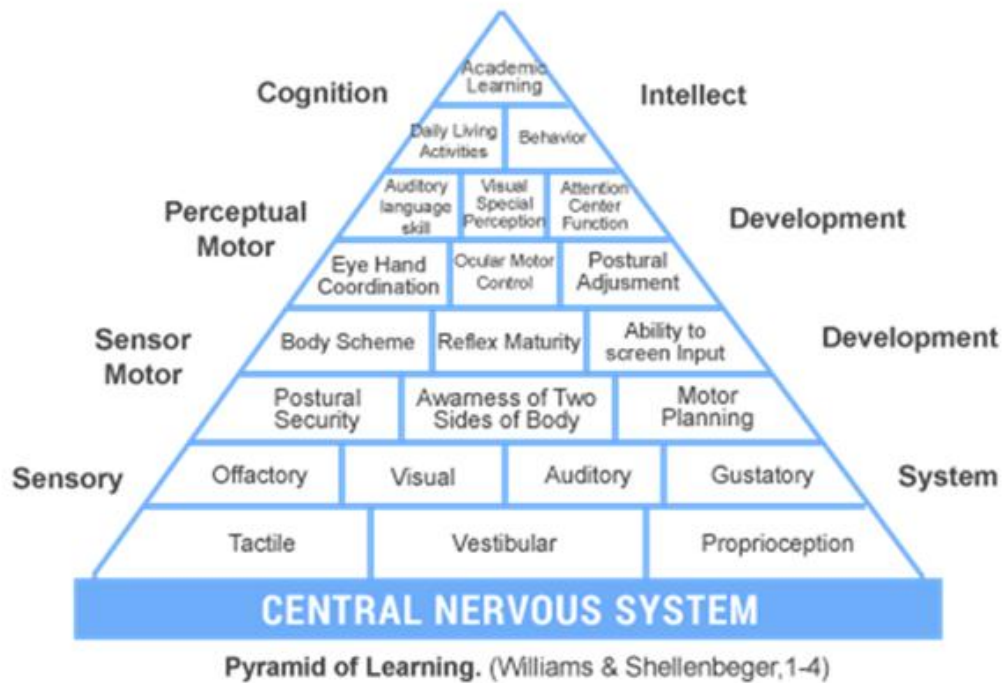 Academic
Learning
Cognition
Intellect
Daily Living
Activities
Behavior
Auditory
language
skill
Visual
Special
Perception
Attention
Center
Function
Perceptual
Motor
Development
Eye Hand
Coordination
Ocular Motor
Control
Postural
Adjusment
Sensor
Motor
Body Scheme
Reflex Maturity
Ability to
screen Input
Development
Postural
Security
Awarness of Two
Sides of Body
Motor
Planning
Sensory
Offactory
Visual
Auditory
Gustatory
System
Tactile
Vestibular
Proprioception
CENTRAL NERVOUS SYSTEM
Pyramid of Learning. (Williams & Shellenbeger,1-4)